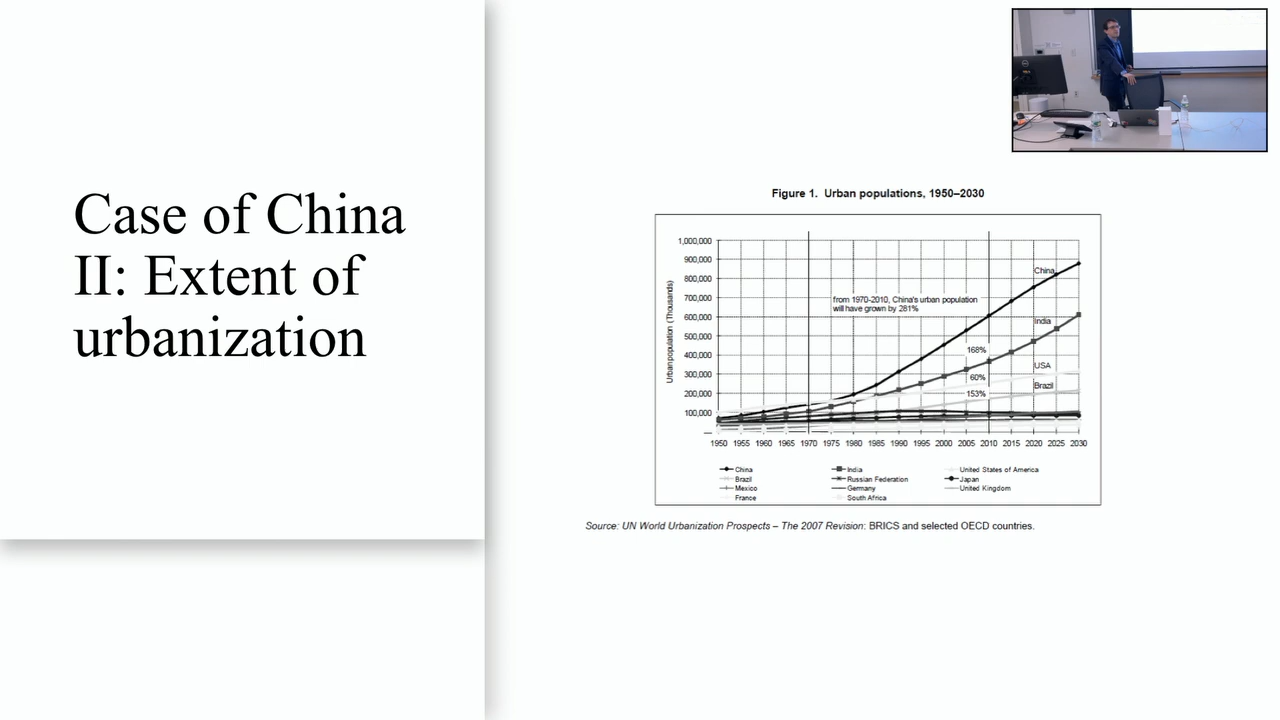 Case of China
II: Extent of
urbanization
Figure 1. Urban populations, 1950–2030
Urban population (Thousands)
1,000,000
900,000
800,000
700,000
600,000
500,000
400,000
300,000
200,000
100,000
—
from 1970-2010, China's urban population
will have grown by 281%
China
India
USA
Brazil
168%
60%
153%
1950 1955 1960 1965 1970 1975 1980 1985 1990 1995 2000 2005 2010 2015 2020 2025 2030
China India United States of America
Brazil Russian Federation Japan
Mexico Germany United Kingdom
France South Africa
Source: UN World Urbanization Prospects – The 2007 Revision: BRICS and selected OECD countries.